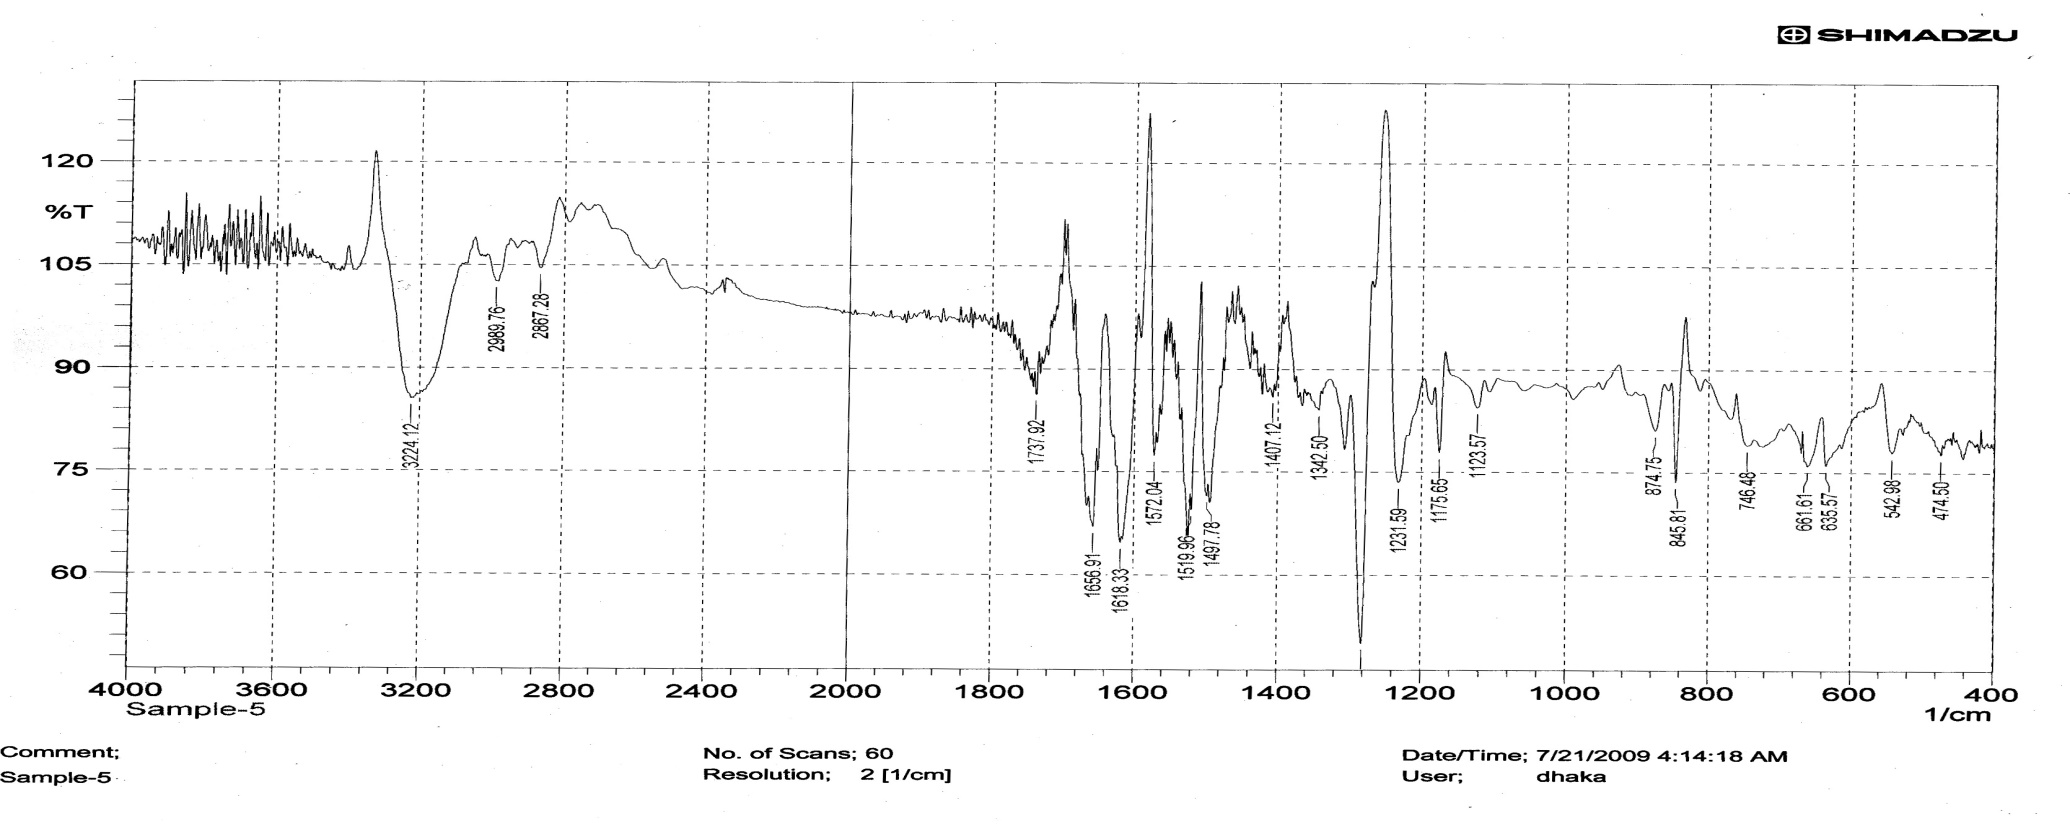 SHIMADZU
120
%T
105
90
75
60
3224.12
2989.76
2867.28
1737.92
1656.91
1618.33
1572.04
1519.96
1497.78
1407.12
1342.50
1231.59
1175.65
1123.57
874.75
845.81
746.48
661.61
635.57
542.98
474.50
4000 3600 3200 2800 2400 2000 1800 1600 1400 1200 1000 800 600 400
Sample-5
1/cm
Comment;
Sample-5
No. of Scans; 60
Resolution; 2 [1/cm]
Date/Time; 7/21/2009 4:14:18 AM
User; dhaka